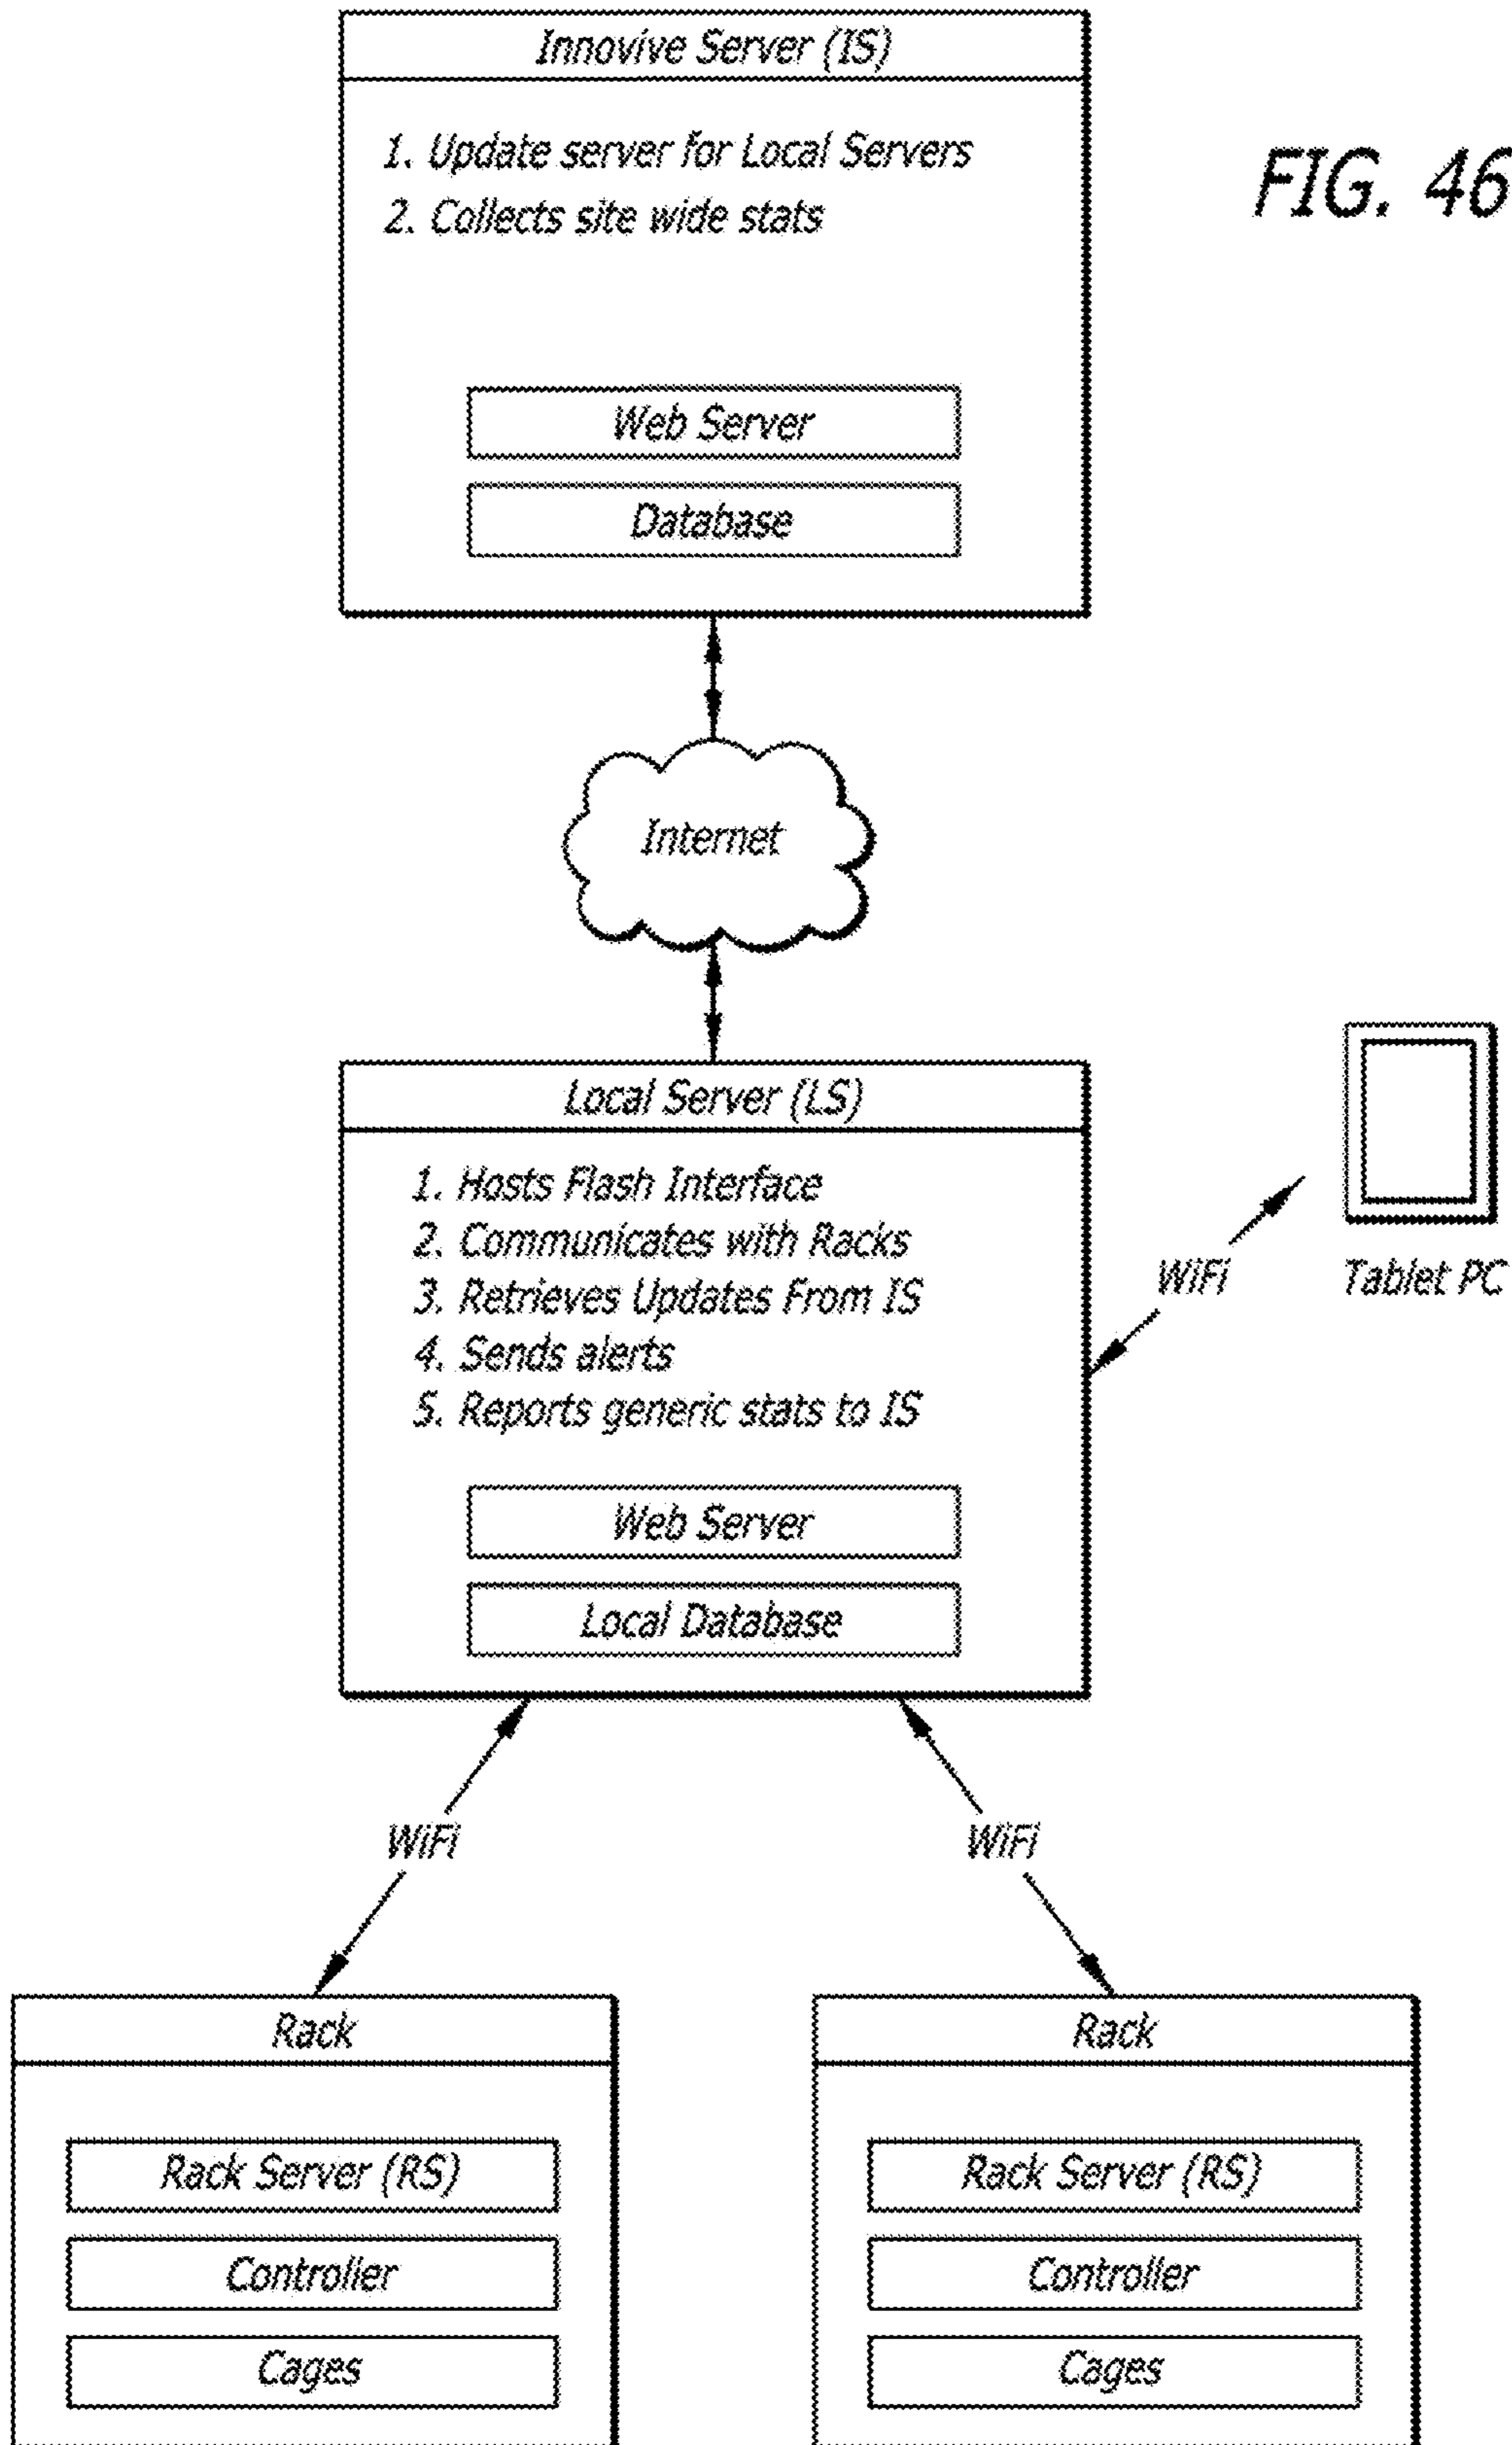 Innovive Server (IS)
1. Update server for Local Servers
2. Collects site wide stats
FIG. 46
Web Server
Database
Internet
Local Server (LS)
1. Hosts Flash Interface
2. Communicates with Racks
3. Retrieves Updates From IS
4. Sends alerts
5. Reports generic stats to IS
Web Server
Local Database
WiFi
Tablet PC
WiFi
WiFi
Rack
Rack Server (RS)
Controller
Cages
Rack
Rack Server (RS)
Controller
Cages